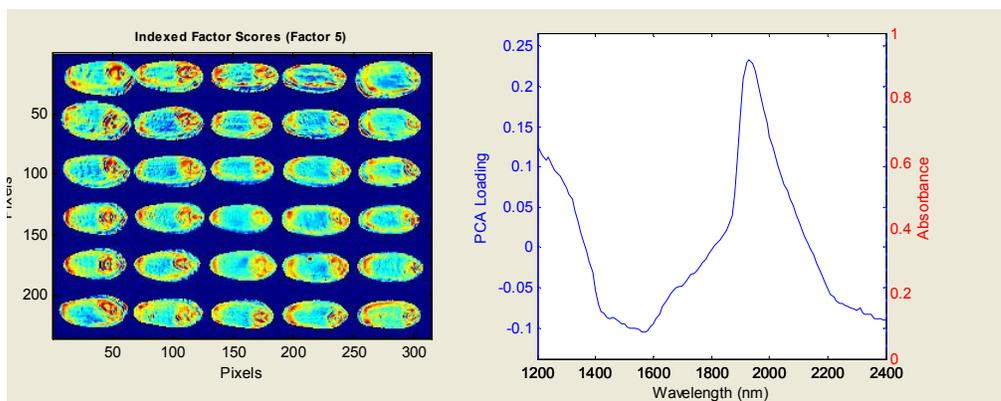 Indexed Factor Scores (Factor 5)
50
100
150
200
Pixels
50 100 150 200 250 300
Pixels
0.25
0.2
0.15
0.1
0.05
0
-0.05
-0.1
PCA Loading
1
0.8
0.6
0.4
0.2
0
Absorbance
1200 1400 1600 1800 2000 2200 2400
Wavelength (nm)